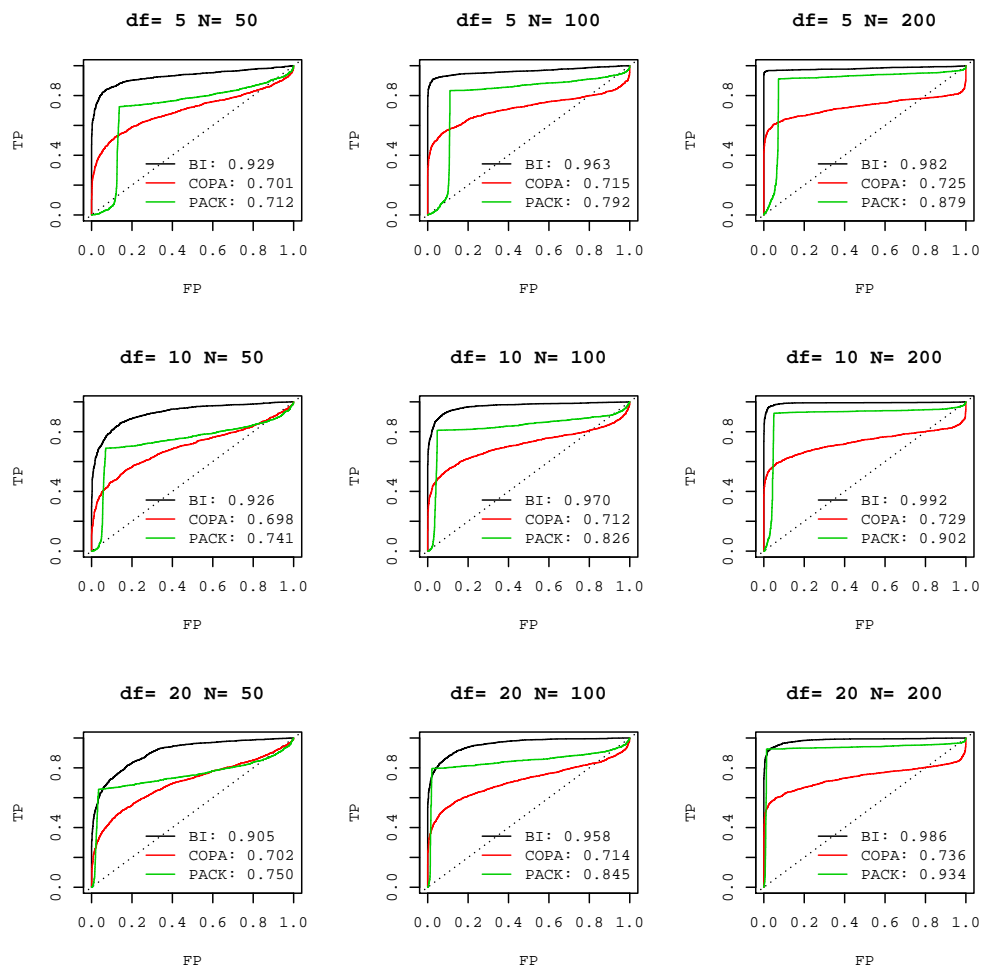 df= 5 N= 50
TP
0.0 0.4 0.8
BI: 0.929
COPA: 0.701
PACK: 0.712
0.0 0.2 0.4 0.6 0.8 1.0
FP
df= 5 N= 100
TP
0.0 0.4 0.8
BI: 0.963
COPA: 0.715
PACK: 0.792
0.0 0.2 0.4 0.6 0.8 1.0
FP
df= 5 N= 200
TP
0.0 0.4 0.8
BI: 0.982
COPA: 0.725
PACK: 0.879
0.0 0.2 0.4 0.6 0.8 1.0
FP
df= 10 N= 50
TP
0.0 0.4 0.8
BI: 0.926
COPA: 0.698
PACK: 0.741
0.0 0.2 0.4 0.6 0.8 1.0
FP
df= 10 N= 100
TP
0.0 0.4 0.8
BI: 0.970
COPA: 0.712
PACK: 0.826
0.0 0.2 0.4 0.6 0.8 1.0
FP
df= 10 N= 200
TP
0.0 0.4 0.8
BI: 0.992
COPA: 0.729
PACK: 0.902
0.0 0.2 0.4 0.6 0.8 1.0
FP
df= 20 N= 50
TP
0.0 0.4 0.8
BI: 0.905
COPA: 0.702
PACK: 0.750
0.0 0.2 0.4 0.6 0.8 1.0
FP
df= 20 N= 100
TP
0.0 0.4 0.8
BI: 0.958
COPA: 0.714
PACK: 0.845
0.0 0.2 0.4 0.6 0.8 1.0
FP
df= 20 N= 200
TP
0.0 0.4 0.8
BI: 0.986
COPA: 0.736
PACK: 0.934
0.0 0.2 0.4 0.6 0.8 1.0
FP